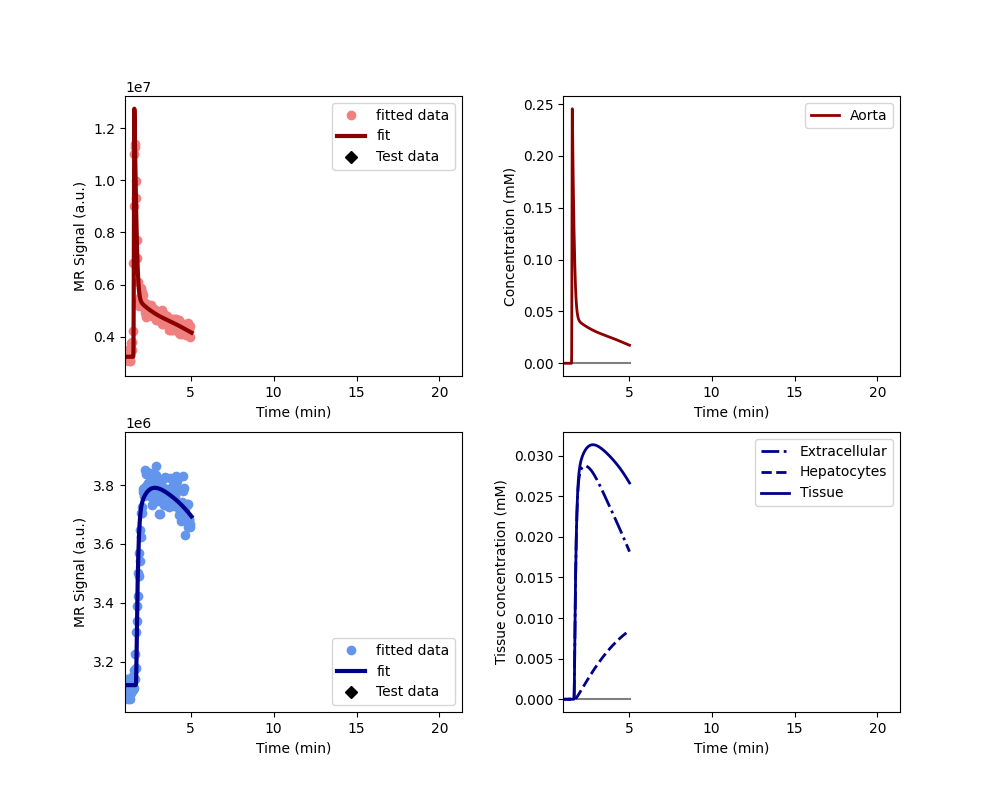 1e7
MR Signal (a.u.)
1.2
1.0
0.8
0.6
0.4
fitted data
fit
Test data
5
10
15
20
Time (min)
Concentration (mM)
0.25
0.20
0.15
0.10
0.05
0.00
Aorta
5
10
15
20
Time (min)
1e6
MR Signal (a.u.)
3.8
3.6
3.4
3.2
fitted data
fit
Test data
5
10
15
20
Time (min)
Tissue concentration (mM)
0.030
0.025
0.020
0.015
0.010
0.005
0.000
Extracellular
Hepatocytes
Tissue
5
10
15
20
Time (min)